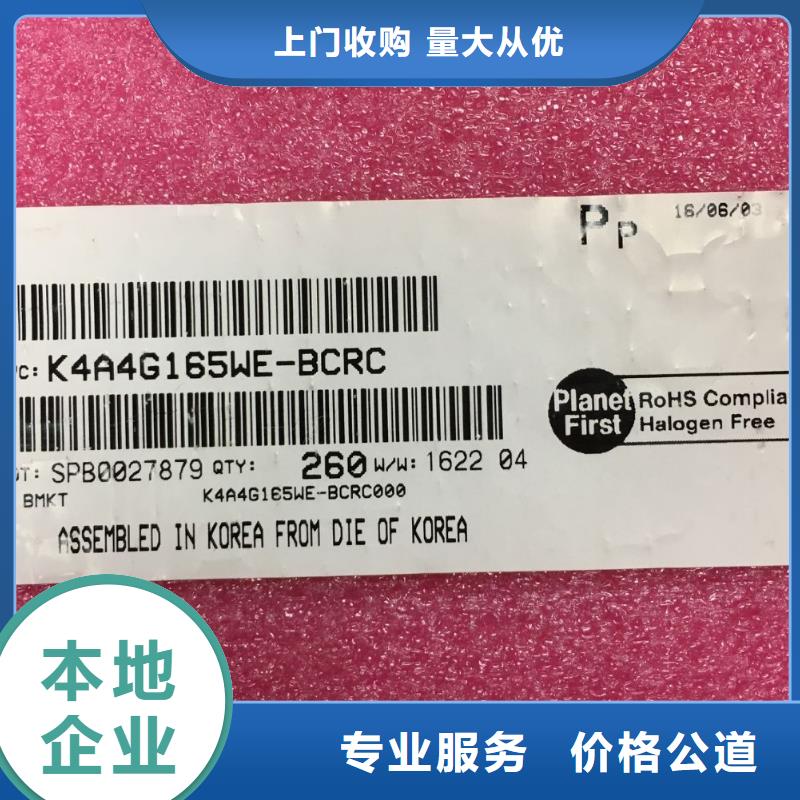 上门收购 量大从优
Pp 16/06/03
K4A4G165WE-BCRC
Planet First
RoHS Complia
Halogen Free
SPB0027879 QTY: 260 W/W: 1622 04
BMKT K4A4G165WE-BCRC000
ASSEMBLED IN KOREA FROM DIE OF KOREA
本地
企业
专业服务 价格公道